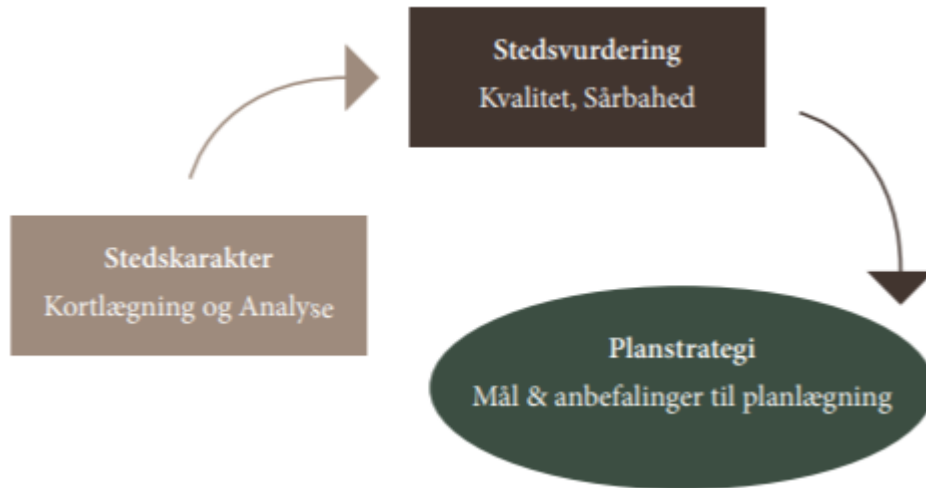 Stedsvurdering
Kvalitet, Sårbahed
Stedskarakter
Kortlægning og Analyse
Planstrategi
Mål & anbefalinger til planlægning